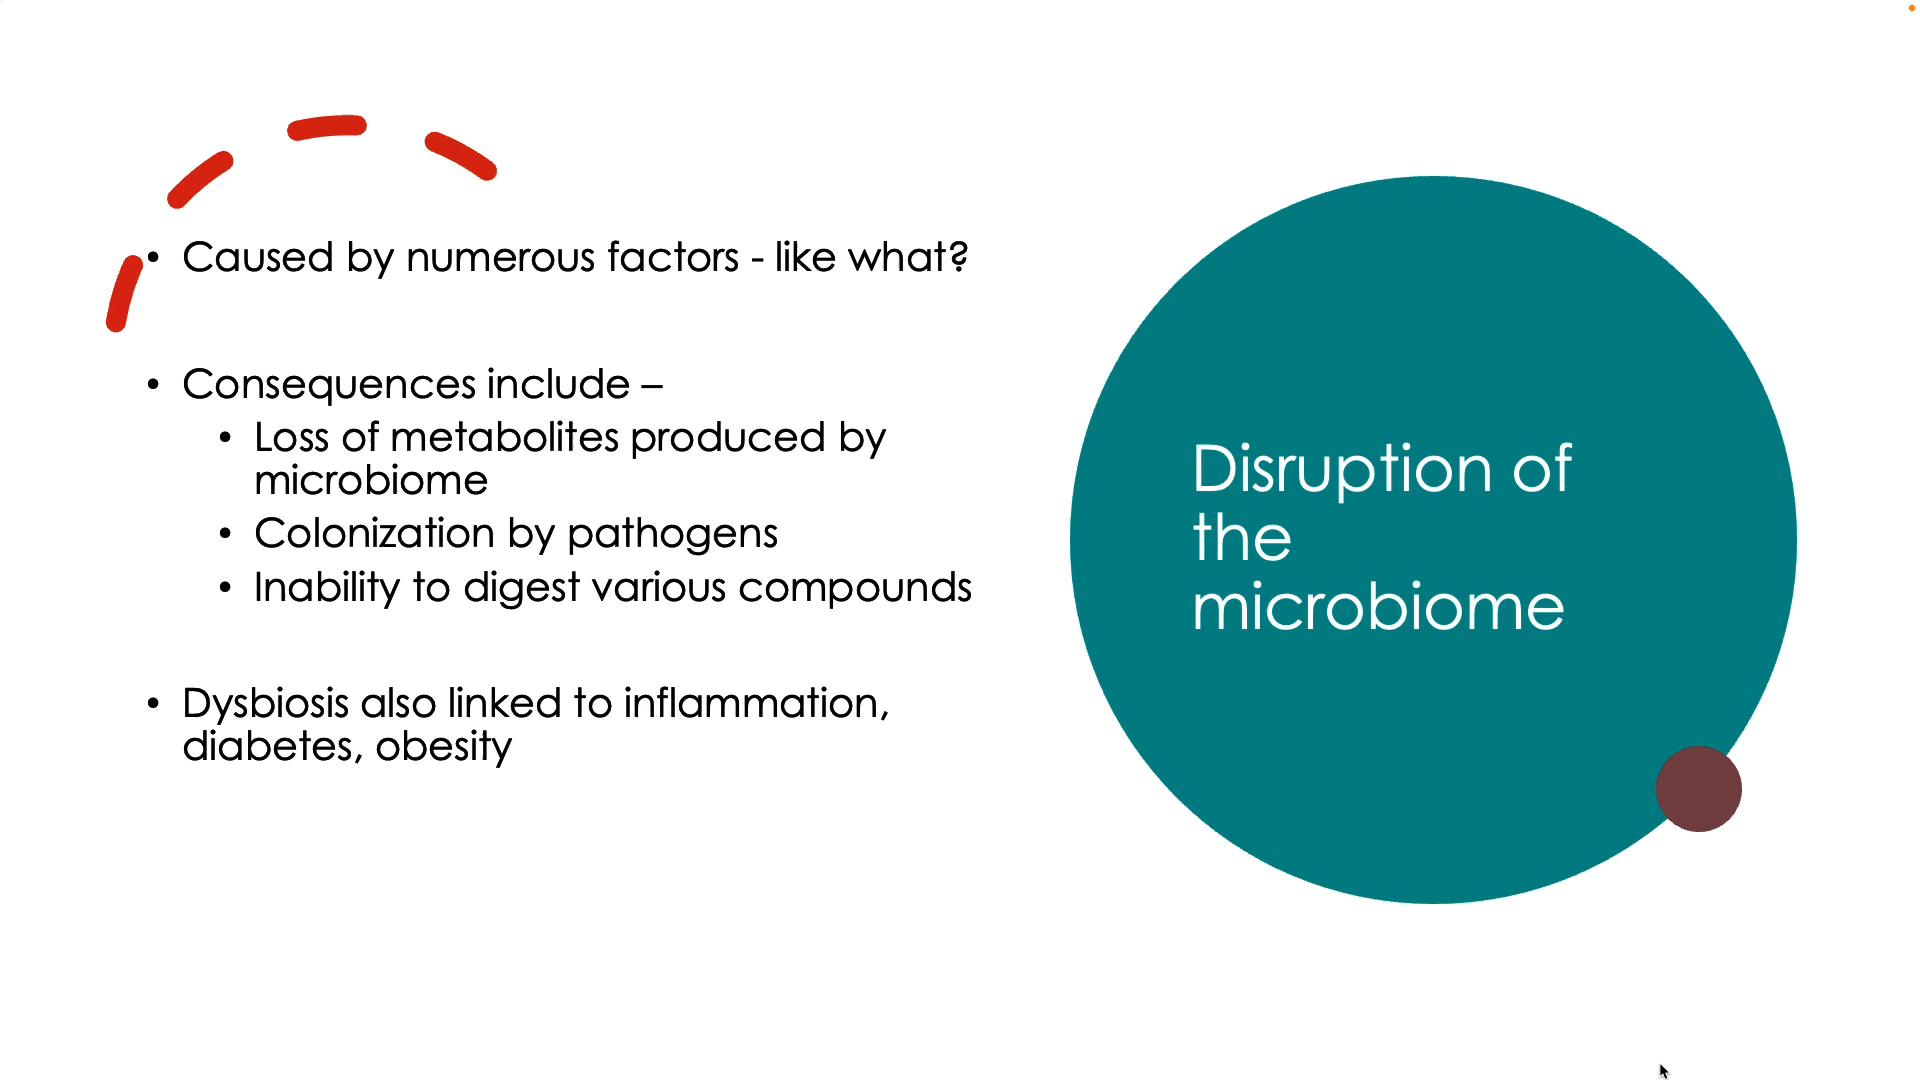 • Caused by numerous factors - like what?
• Consequences include –
• Loss of metabolites produced by
microbiome
• Colonization by pathogens
• Inability to digest various compounds
• Dysbiosis also linked to inflammation,
diabetes, obesity
Disruption of
the
microbiome